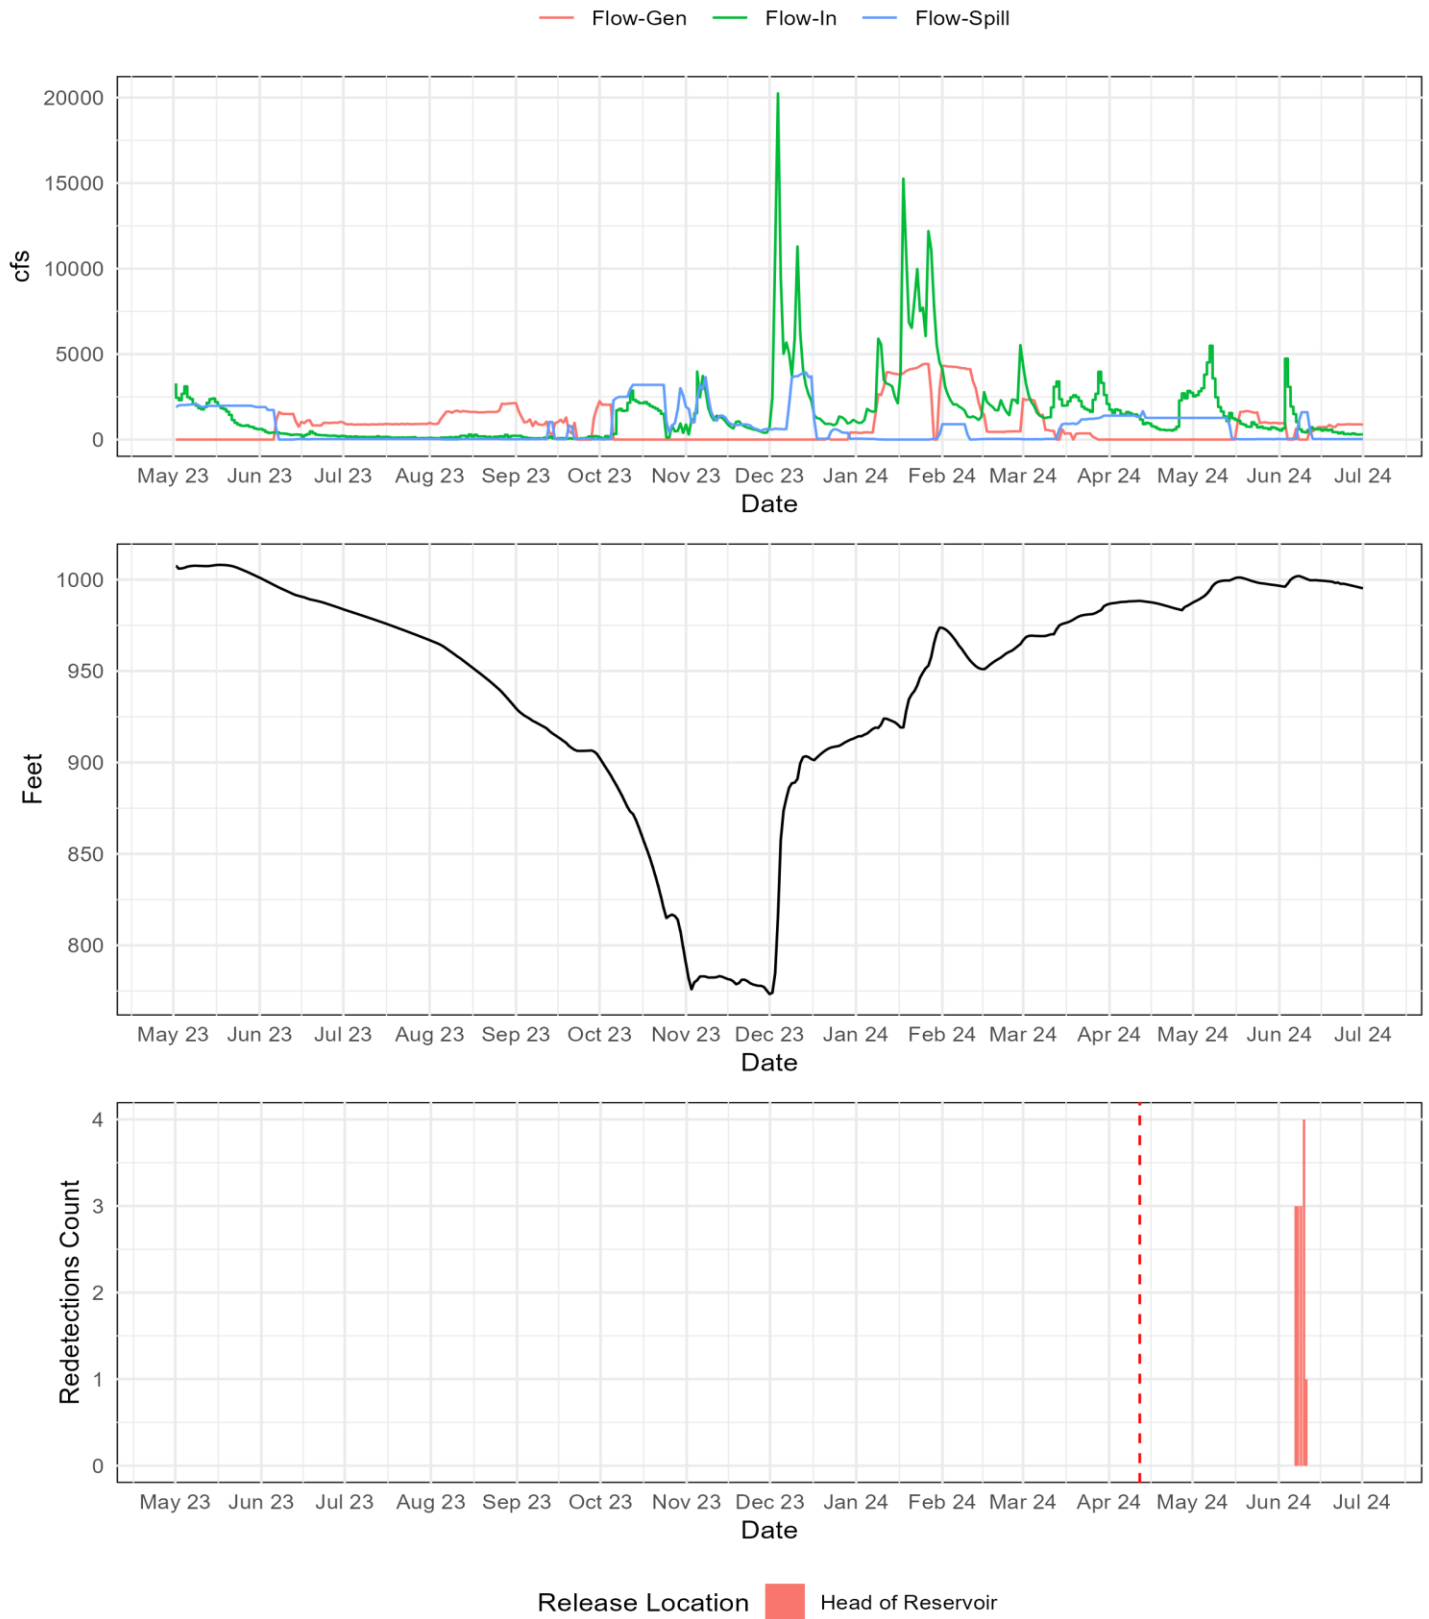 Flow-Gen Flow-In Flow-Spill
20000
15000
10000
5000
0
cfs
May 23 Jun 23 Jul 23 Aug 23 Sep 23 Oct 23 Nov 23 Dec 23 Jan 24 Feb 24 Mar 24 Apr 24 May 24 Jun 24 Jul 24
Date
1000
950
900
850
800
Feet
May 23 Jun 23 Jul 23 Aug 23 Sep 23 Oct 23 Nov 23 Dec 23 Jan 24 Feb 24 Mar 24 Apr 24 May 24 Jun 24 Jul 24
Date
4
3
2
1
0
Redetections Count
May 23 Jun 23 Jul 23 Aug 23 Sep 23 Oct 23 Nov 23 Dec 23 Jan 24 Feb 24 Mar 24 Apr 24 May 24 Jun 24 Jul 24
Date
Release Location Head of Reservoir